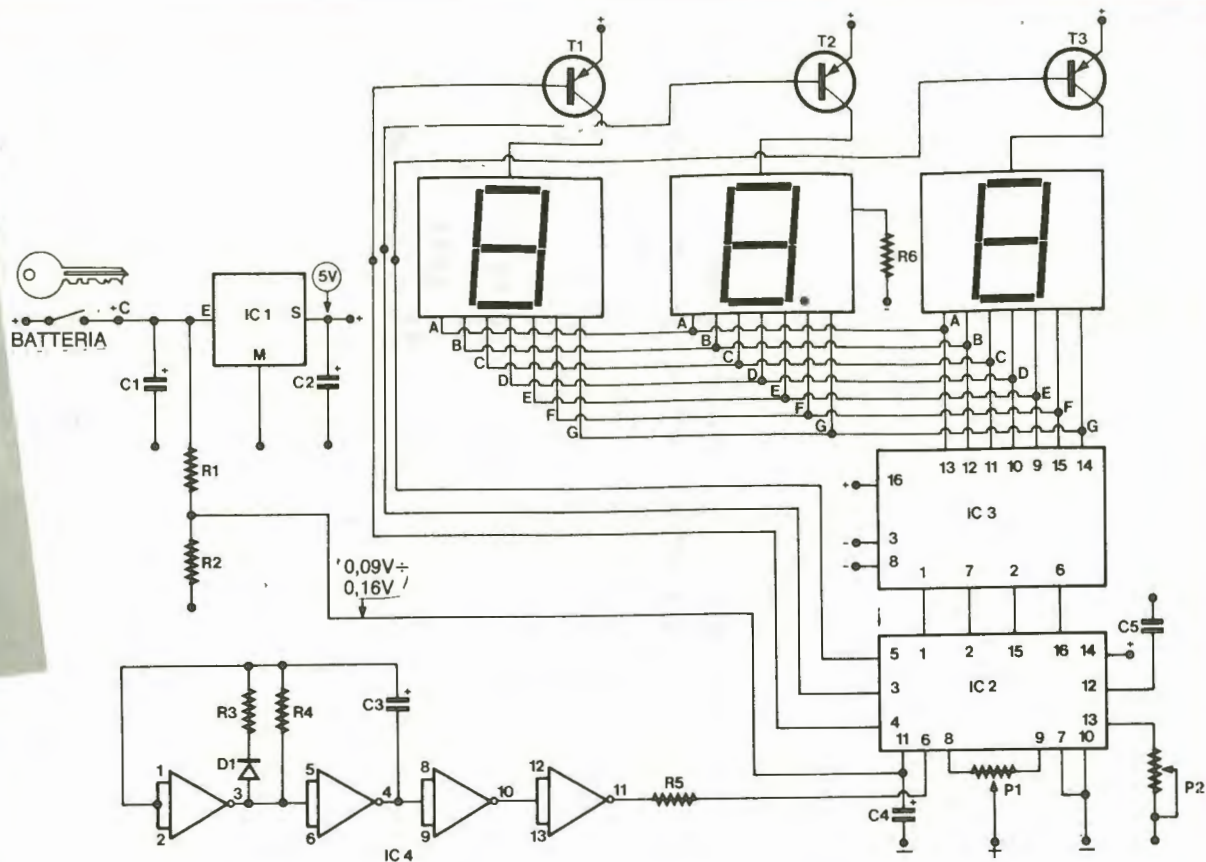 T1 T2 T3
R6
5V
+C E IC 1 S +
+ BATTERIA M
C1 + C2 +
A B C D E F G
A B C D E F G
A B C D E F G
R1
R2
13 12 11 10 9 15 14
+ 16
IC 3
- 3
- 8
1 7 2 6
0,09V÷
0,16V
C5
5 1 2 15 16 14 +
3 IC 2 12
4 13
11 6 8 9 7 10
R3 R4 C3 +
D1
1 3 5 4 8 10 12 11 R5
2 6 9 13
C4 + P1 P2
− + −
IC 4